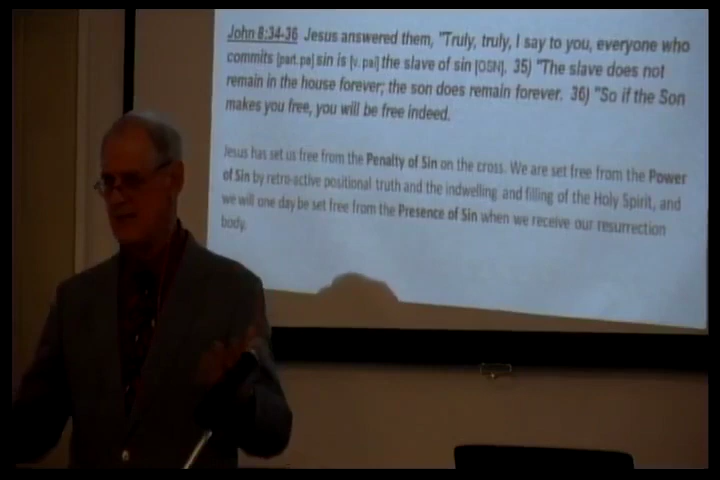 John 8:34-36 Jesus answered them, "Truly, truly, I say to you, everyone who
commits [part. pa] sin is [v. pai] the slave of sin [OSN]. 35) "The slave does not
remain in the house forever; the son does remain forever. 36) "So if the Son
makes you free, you will be free indeed.
Jesus has set us free from the Penalty of Sin on the cross. We are set free from the Power
of Sin by retro-active positional truth and the indwelling and filling of the Holy Spirit, and
we will one day be set free from the Presence of Sin when we receive our resurrection
body.